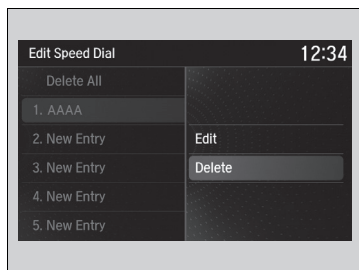 Edit Speed Dial 12:34
Delete All
1. AAAA
2. New Entry
Edit
3. New Entry
Delete
4. New Entry
5. New Entry